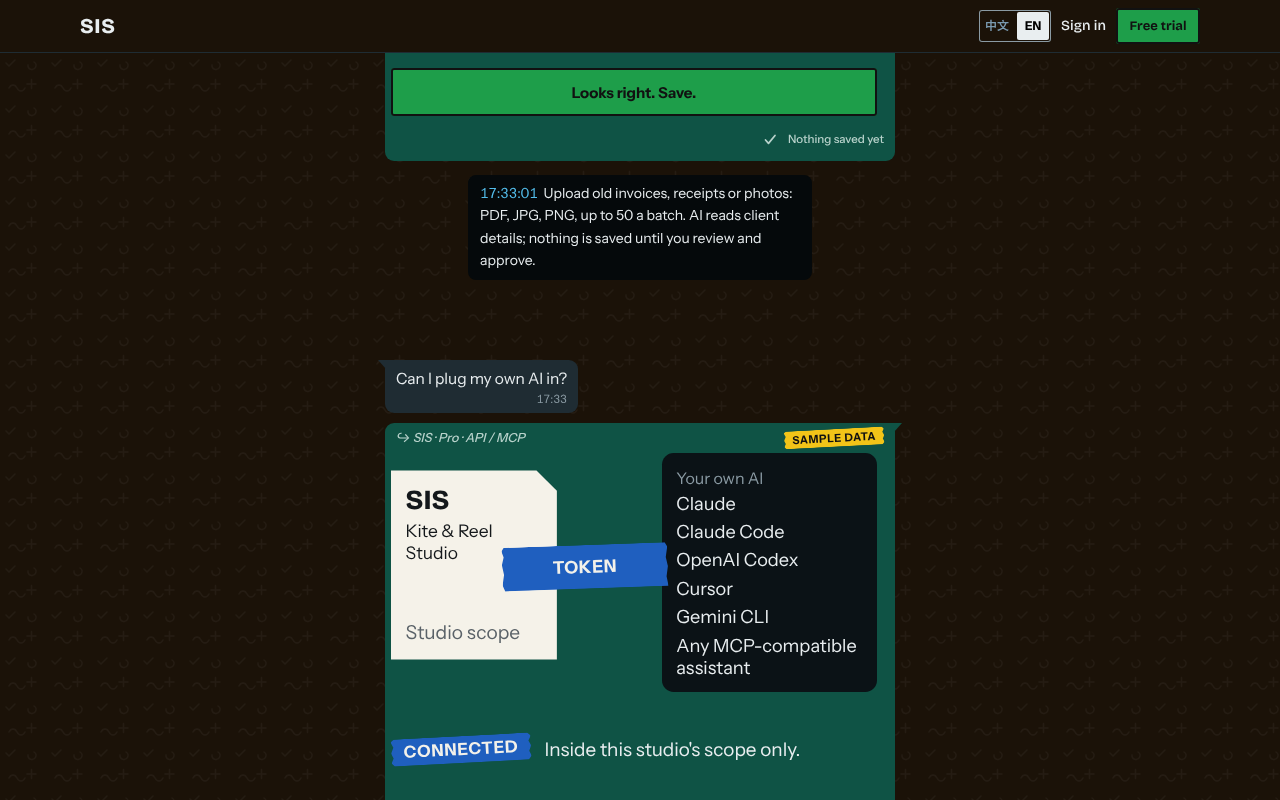 SIS
中文
EN
Sign in
Free trial
Looks right. Save.
Nothing saved yet
17:33:01 Upload old invoices, receipts or photos:
PDF, JPG, PNG, up to 50 a batch. AI reads client
details; nothing is saved until you review and
approve.
Can I plug my own AI in?
17:33
SIS · Pro · API / MCP
SAMPLE DATA
SIS
Kite & Reel
Studio
Studio scope
TOKEN
Your own AI
Claude
Claude Code
OpenAI Codex
Cursor
Gemini CLI
Any MCP-compatible
assistant
CONNECTED
Inside this studio's scope only.